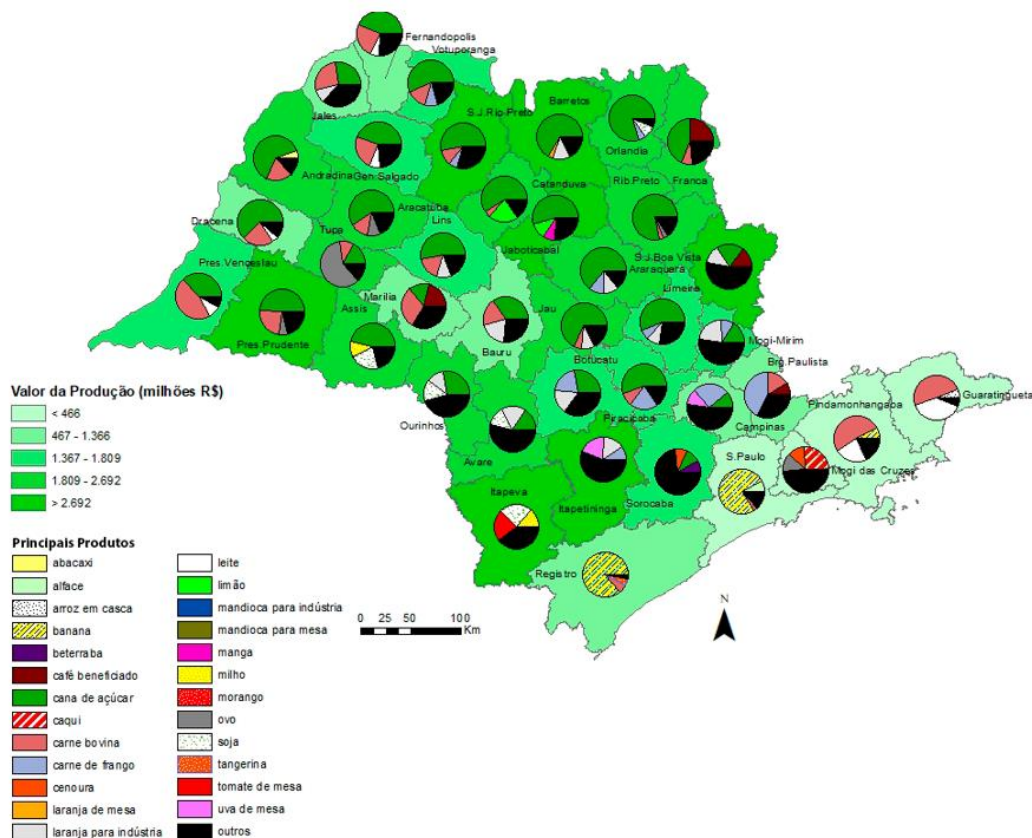 Fernandopolis
Votuporanga
Jales
S.J.Rio Preto
Barretos
Orlandia
Andradina
Gen.Salgado
Catanduva
Rib.Preto
Franca
Dracena
Aracatuba
Tupa
Lins
Jaboticabal
S.J.Boa Vista
Araraquara
Pres.Venceslau
Limeira
Marilia
Assis
Jau
Pres.Prudente
Bauru
Mogi-Mirim
Botucatu
Brg.Paulista
Guaratingueta
Pindamonhangaba
Ourinhos
Piracicaba
Campinas
Avare
S.Paulo
Mogi das Cruzes
Itapeva
Itapetininga
Sorocaba
Registro
N
0 25 50 100
Km
Valor da Produção (milhões R$)
< 466
467 - 1.366
1.367 - 1.809
1.809 - 2.692
> 2.692
Principais Produtos
abacaxi
alface
arroz em casca
banana
beterraba
café beneficiado
cana de açúcar
caqui
carne bovina
carne de frango
cenoura
laranja de mesa
laranja para indústria
leite
limão
mandioca para indústria
mandioca para mesa
manga
milho
morango
ovo
soja
tangerina
tomate de mesa
uva de mesa
outros